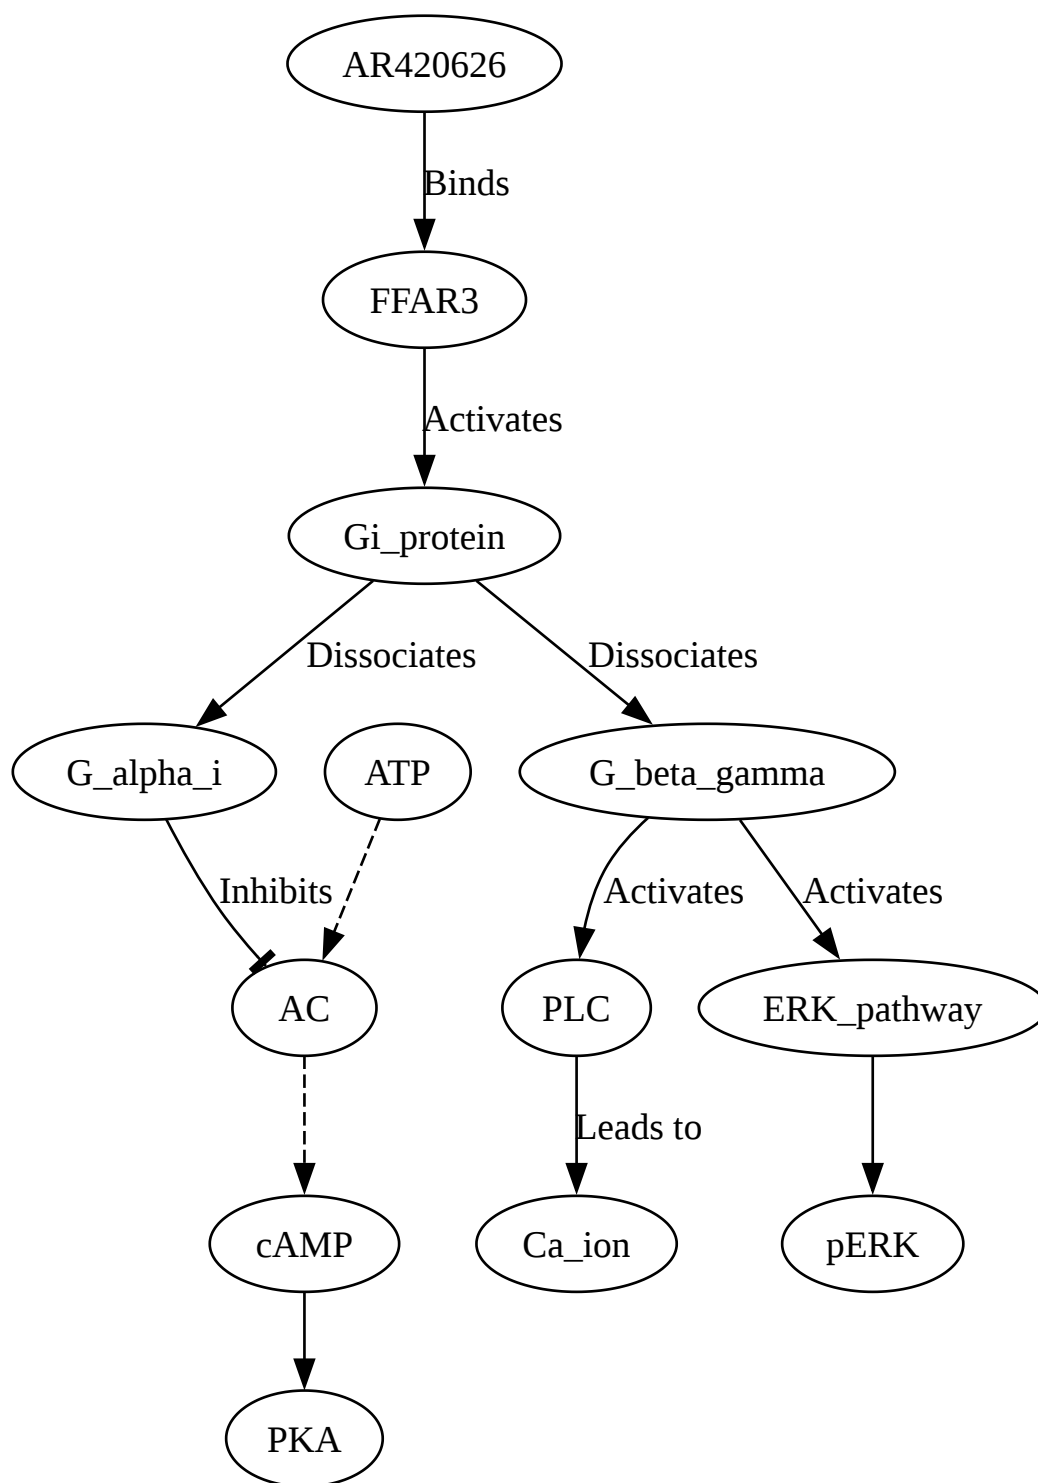 AR420626
Binds
FFAR3
Activates
Gi_protein
Dissociates
Dissociates
G_alpha_i
ATP
G_beta_gamma
Inhibits
Activates
Activates
AC
PLC
ERK_pathway
Leads to
cAMP
Ca_ion
pERK
PKA